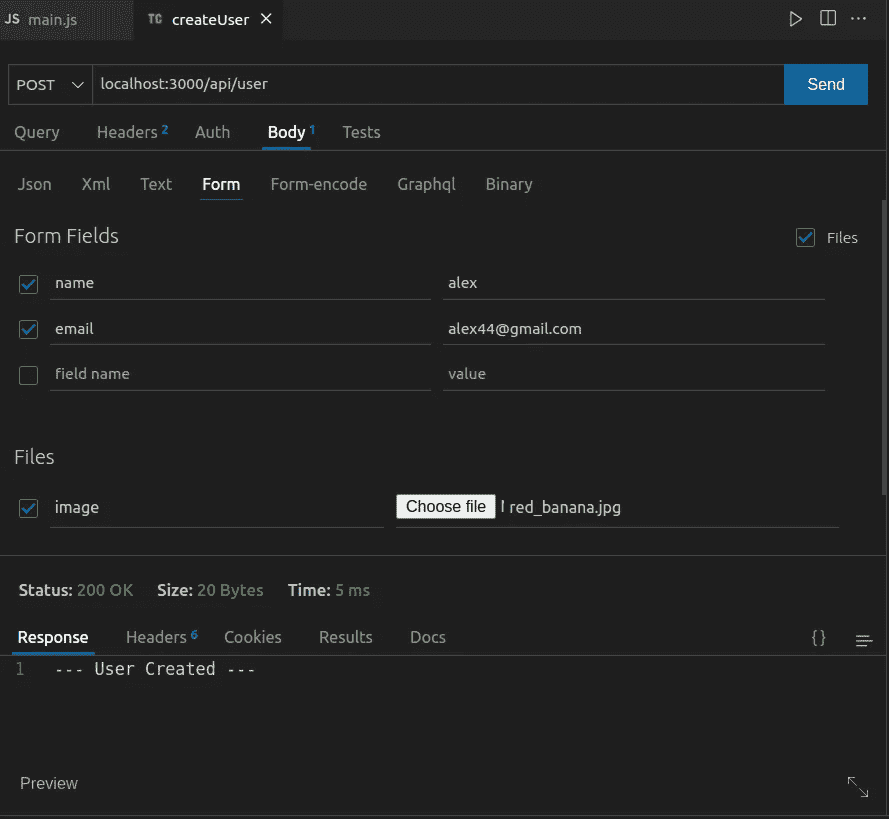 JS main.js TC createUser
POST localhost:3000/api/user Send
Query Headers 2 Auth Body 1 Tests
Json Xml Text Form Form-encode Graphql Binary
Form Fields Files
name alex
email alex44@gmail.com
field name value
Files
image Choose file red_banana.jpg
Status: 200 OK Size: 20 Bytes Time: 5 ms
Response Headers 6 Cookies Results Docs {}
1 --- User Created ---
Preview